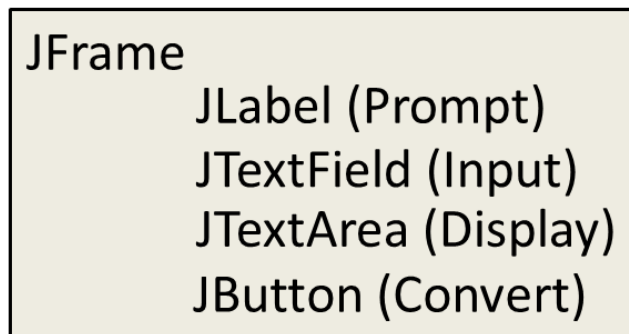 JFrame
JLabel (Prompt)
JTextField (Input)
JTextArea (Display)
JButton (Convert)